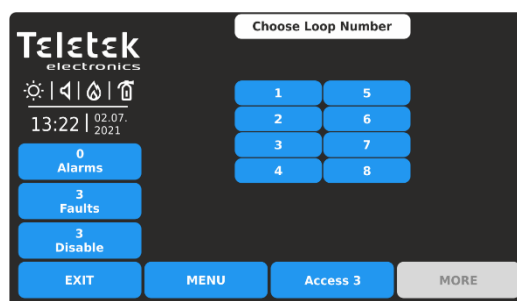 Choose Loop Number
Teletek
electronics
13:22
02.07.
2021
0
Alarms
3
Faults
3
Disable
1
5
2
6
3
7
4
8
EXIT
MENU
Access 3
MORE